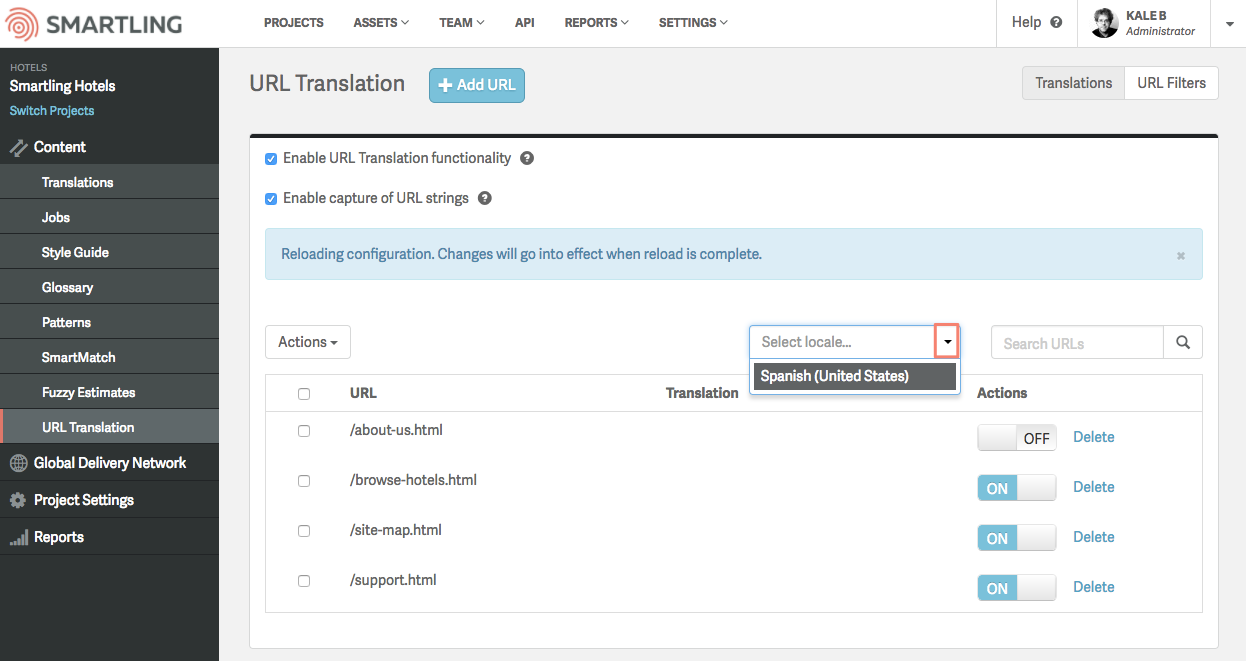 SMARTLING
PROJECTS ASSETS TEAM API REPORTS SETTINGS
Help ?
KALE B
Administrator
HOTELS
Smartling Hotels
Switch Projects
Content
Translations
Jobs
Style Guide
Glossary
Patterns
SmartMatch
Fuzzy Estimates
URL Translation
Global Delivery Network
Project Settings
Reports
URL Translation
+ Add URL
Translations URL Filters
Enable URL Translation functionality ?
Enable capture of URL strings ?
Reloading configuration. Changes will go into effect when reload is complete. ×
Actions
Select locale...
Search URLs
Spanish (United States)
URL Translation Actions
/about-us.html OFF Delete
/browse-hotels.html ON Delete
/site-map.html ON Delete
/support.html ON Delete